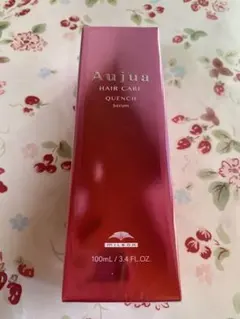 Aujua
HAIR CARE
QUENCH
serum
MILBON
100mL / 3.4 FL.OZ.